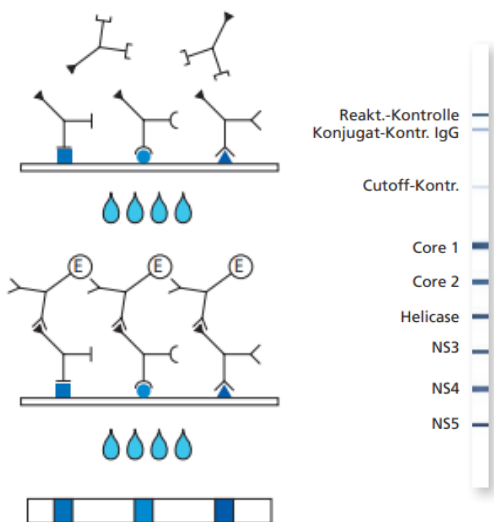 Reakt.-Kontrolle
Konjugat-Kontr. IgG
Cutoff-Kontr.
Core 1
Core 2
Helicase
NS3
NS4
NS5
E E E